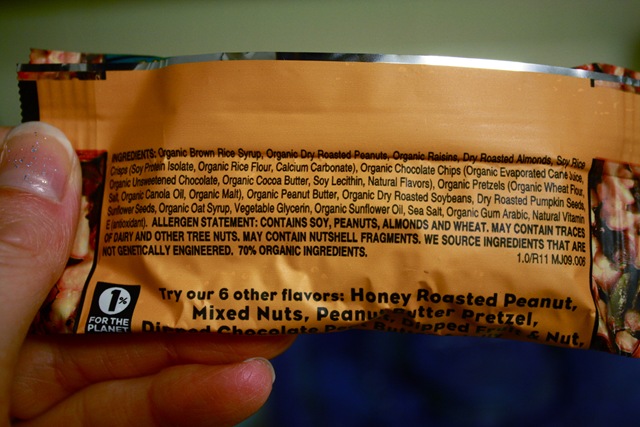 INGREDIENTS: Organic Brown Rice Syrup, Organic Dry Roasted Peanuts, Organic Raisins, Dry Roasted Almonds, Soy Rice
Crisps (Soy Protein Isolate, Organic Rice Flour, Calcium Carbonate), Organic Chocolate Chips (Organic Evaporated Cane Juice,
Organic Unsweetened Chocolate, Organic Cocoa Butter, Soy Lecithin, Natural Flavors), Organic Pretzels (Organic Wheat Flour,
Salt, Organic Canola Oil, Organic Malt), Organic Peanut Butter, Organic Dry Roasted Soybeans, Dry Roasted Pumpkin Seeds,
Sunflower Seeds, Organic Oat Syrup, Vegetable Glycerin, Organic Sunflower Oil, Sea Salt, Organic Gum Arabic, Natural Vitamin
E (antioxidant). ALLERGEN STATEMENT: CONTAINS SOY, PEANUTS, ALMONDS AND WHEAT. MAY CONTAIN TRACES
OF DAIRY AND OTHER TREE NUTS. MAY CONTAIN NUTSHELL FRAGMENTS. WE SOURCE INGREDIENTS THAT ARE
NOT GENETICALLY ENGINEERED. 70% ORGANIC INGREDIENTS.
1.0/R11 MJ09.006
1%
FOR THE
PLANET
Try our 6 other flavors: Honey Roasted Peanut,
Mixed Nuts, Peanut Butter Pretzel,
Dipped Chocolate Butter, Dipped Fruit & Nut,